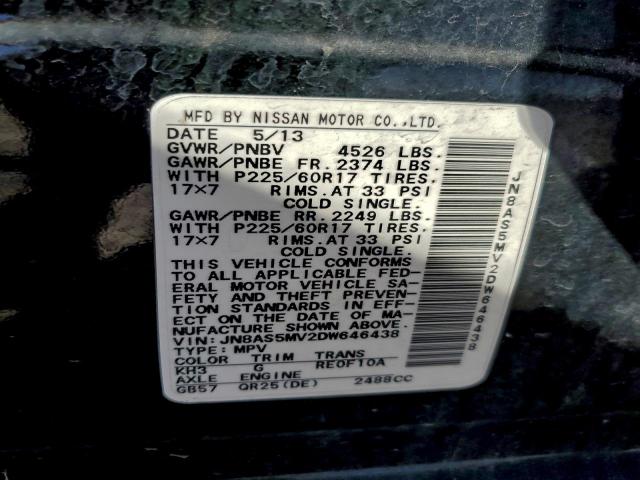 MFD BY NISSAN MOTOR CO.,LTD.
DATE 5/13
GVWR/PNBV 4526 LBS.
GAWR/PNBE FR. 2374 LBS.
WITH P225/60R17 TIRES.
17×7 RIMS. AT 33 PSI
COLD SINGLE.
GAWR/PNBE RR. 2249 LBS.
WITH P225/60R17 TIRES.
17×7 RIMS. AT 33 PSI
COLD SINGLE.
THIS VEHICLE CONFORMS
TO ALL APPLICABLE FED-
ERAL MOTOR VEHICLE SA-
FETY AND THEFT PREVEN-
TION STANDARDS IN EFF-
ECT ON THE DATE OF MA-
NUFACTURE SHOWN ABOVE.
VIN: JN8AS5MV2DW646438
TYPE: MPV
COLOR TRIM TRANS
KH3 G RE0F10A
AXLE ENGINE
GB57 QR25(DE) 2488CC
JN8AS5MV2DW646438